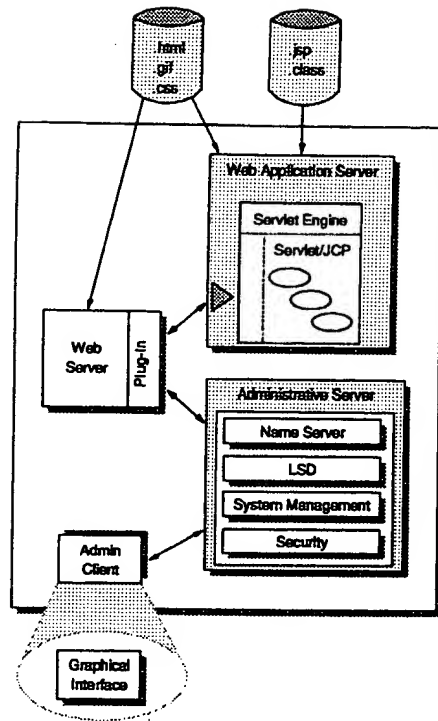 .html
.gif
.css
.jsp
.class
Web Application Server
Servlet Engine
Servlet/JCP
Web
Server
Plug-In
Administrative Server
Name Server
LSD
System Management
Security
Admin
Client
Graphical
Interface